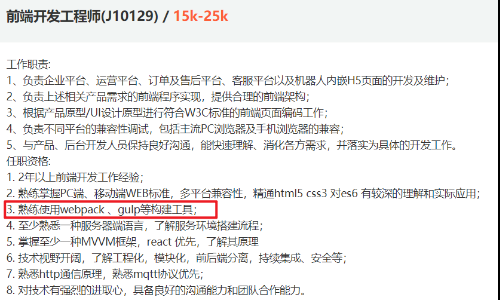 前端开发工程师(J10129) / 15k-25k
工作职责:
1、负责企业平台、运营平台、订单及售后平台、客服平台以及机器人内嵌H5页面的开发及维护；
2、负责上述相关产品需求的前端程序实现，提供合理的前端架构；
3、根据产品原型/UI设计原型进行符合W3C标准的前端页面编码工作；
4、负责不同平台的兼容性调试，包括主流PC浏览器及手机浏览器的兼容；
5、与产品、后台开发人员保持良好沟通，能快速理解、消化各方需求，并落实为具体的开发工作。
任职资格:
1. 2年以上前端开发工作经验；
2. 熟练掌握PC端、移动端WEB标准，多平台兼容性，精通html5 css3 对es6 有较深的理解和实际应用；
3. 熟练使用webpack 、gulp等构建工具；
4. 至少熟悉一种服务器端语言，了解服务环境搭建流程；
5. 掌握至少一种MVVM框架，react 优先，了解其原理
6. 技术视野开阔，了解工程化，模块化，前后端分离，持续集成、安全等；
7. 熟悉http通信原理，熟悉mqtt协议优先；
8. 对技术有强烈的进取心，具备良好的沟通能力和团队合作能力。